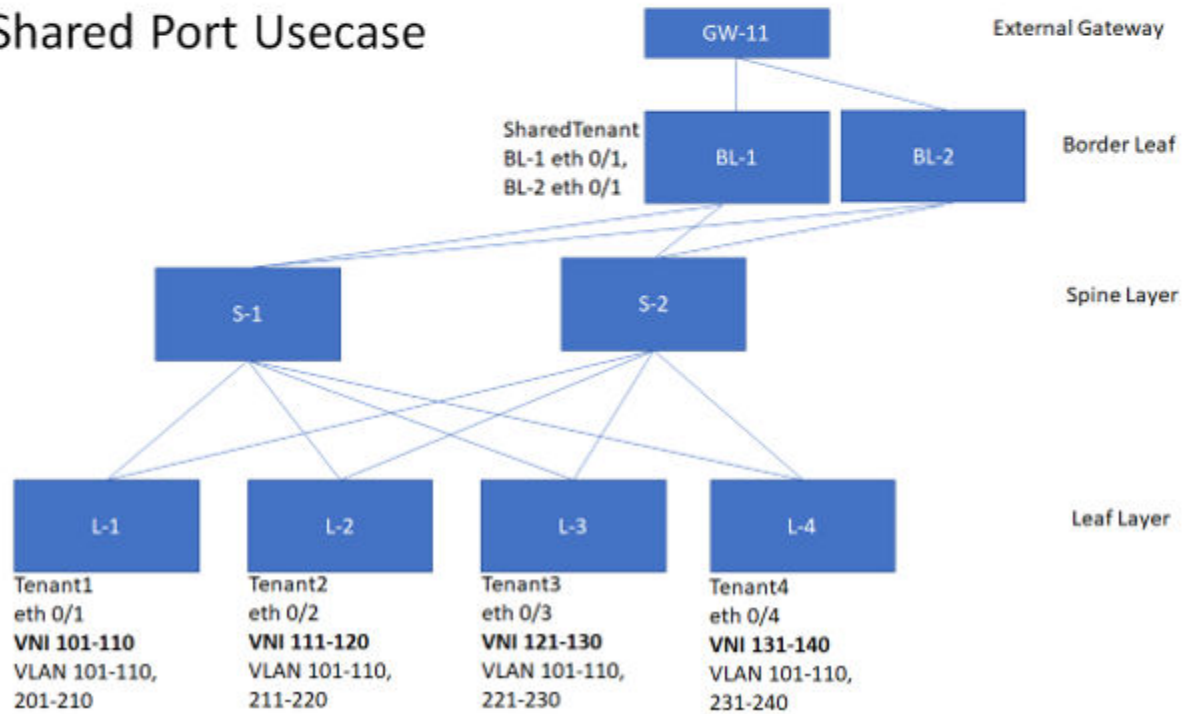 Shared Port Usecase
GW-11
External Gateway
SharedTenant
BL-1 eth 0/1,
BL-2 eth 0/1
BL-1
BL-2
Border Leaf
S-1
S-2
Spine Layer
L-1
L-2
L-3
L-4
Leaf Layer
Tenant1
eth 0/1
VNI 101-110
VLAN 101-110,
201-210
Tenant2
eth 0/2
VNI 111-120
VLAN 101-110,
211-220
Tenant3
eth 0/3
VNI 121-130
VLAN 101-110,
221-230
Tenant4
eth 0/4
VNI 131-140
VLAN 101-110,
231-240